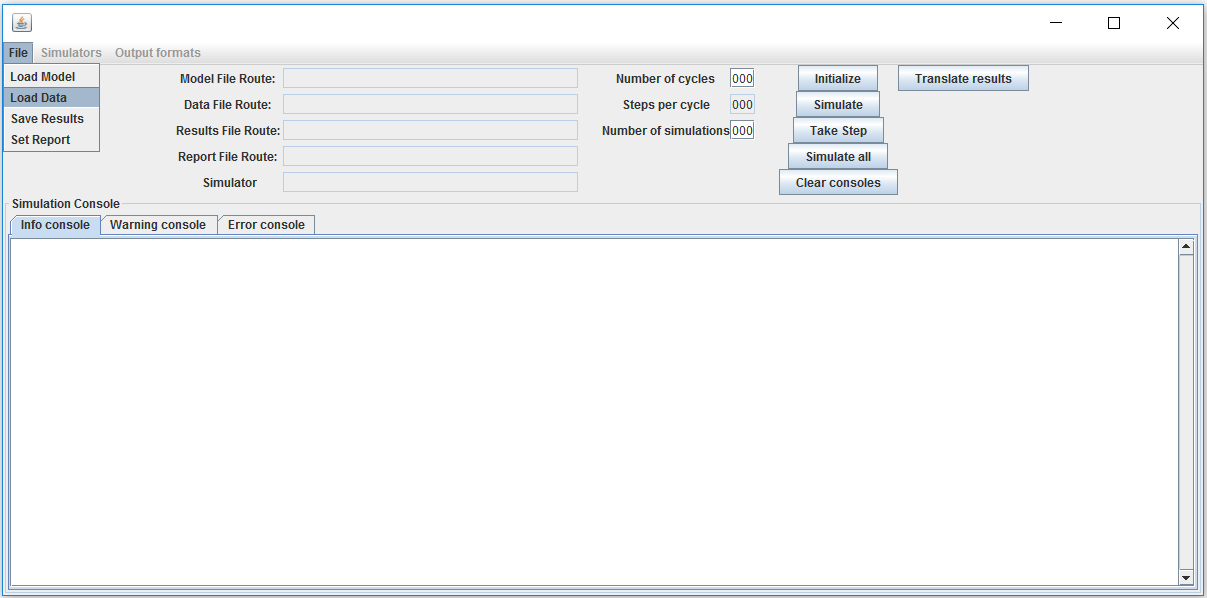 File Simulators Output formats
Load Model
Load Data
Save Results
Set Report
Model File Route:
Data File Route:
Results File Route:
Report File Route:
Simulator
Number of cycles 000
Steps per cycle 000
Number of simulations 000
Initialize
Simulate
Take Step
Simulate all
Clear consoles
Translate results
Simulation Console
Info console Warning console Error console